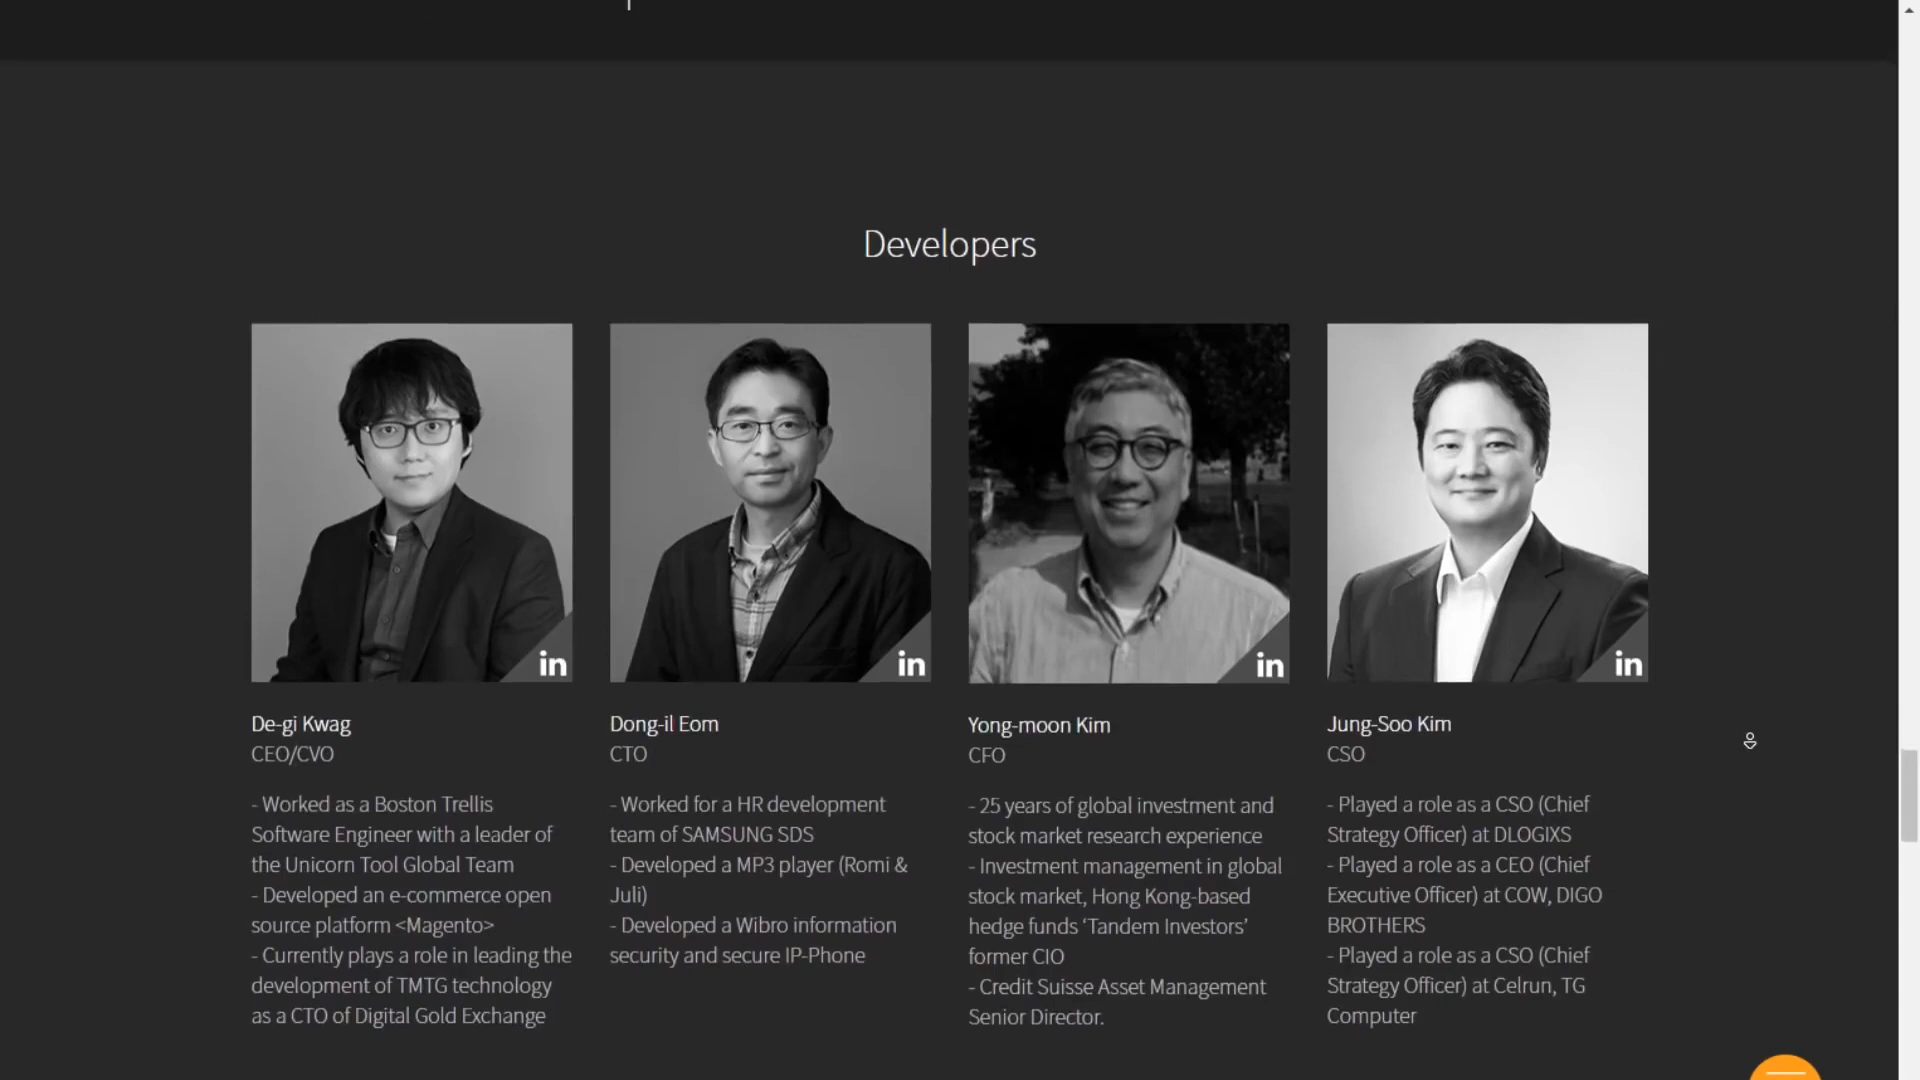 Developers
in
in
in
in
De-gi Kwag
CEO/CVO
- Worked as a Boston Trellis
Software Engineer with a leader of
the Unicorn Tool Global Team
- Developed an e-commerce open
source platform <Magento>
- Currently plays a role in leading the
development of TMTG technology
as a CTO of Digital Gold Exchange
Dong-il Eom
CTO
- Worked for a HR development
team of SAMSUNG SDS
- Developed a MP3 player (Romi &
Juli)
- Developed a Wibro information
security and secure IP-Phone
Yong-moon Kim
CFO
- 25 years of global investment and
stock market research experience
- Investment management in global
stock market, Hong Kong-based
hedge funds ‘Tandem Investors’
former CIO
- Credit Suisse Asset Management
Senior Director.
Jung-Soo Kim
CSO
- Played a role as a CSO (Chief
Strategy Officer) at DLOGIXS
- Played a role as a CEO (Chief
Executive Officer) at COW, DIGO
BROTHERS
- Played a role as a CSO (Chief
Strategy Officer) at Celrun, TG
Computer